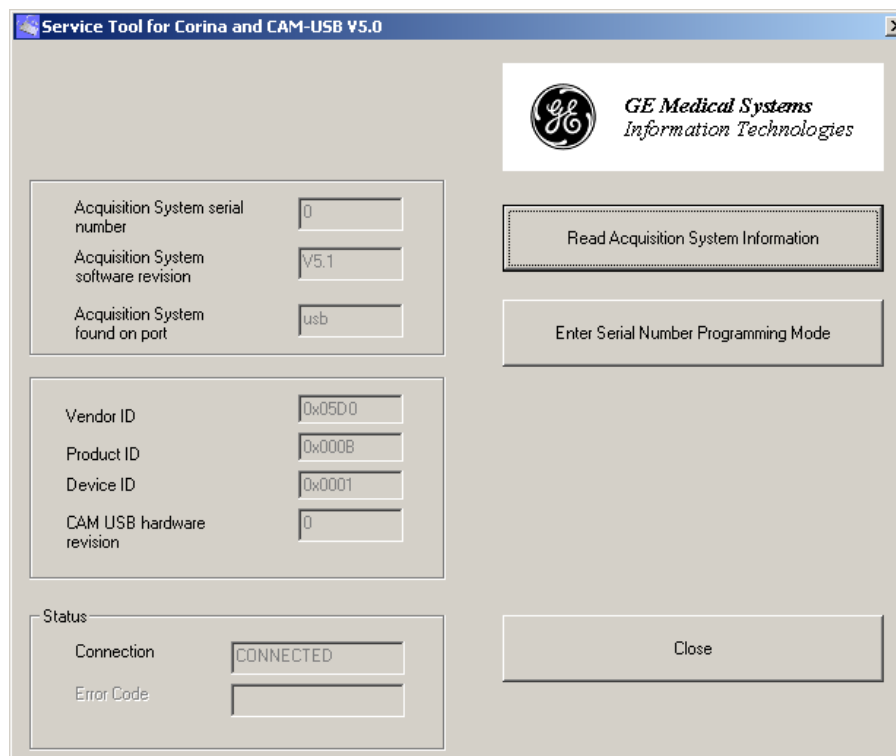 Service Tool for Corina and CAM-USB V5.0
GE
GE Medical Systems
Information Technologies
Acquisition System serial
number
0
Acquisition System
software revision
V5.1
Acquisition System
found on port
usb
Read Acquisition System Information
Enter Serial Number Programming Mode
Vendor ID
0x05D0
Product ID
0x000B
Device ID
0x0001
CAM USB hardware
revision
0
Status
Connection
CONNECTED
Error Code
Close